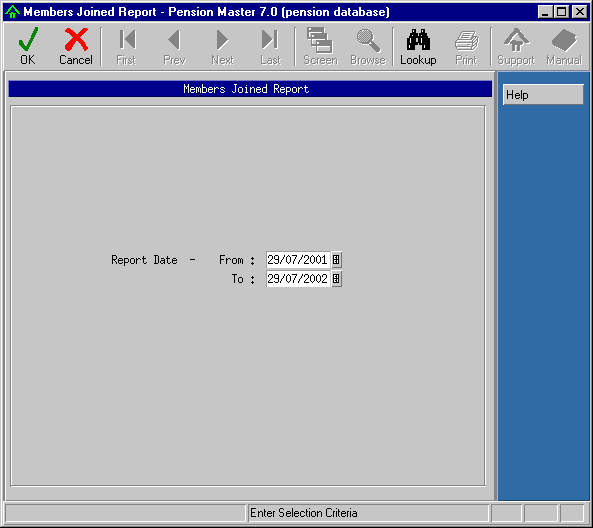 Members Joined Report - Pension Master 7.0 (pension database)
OK Cancel First Prev Next Last Screen Browse Lookup Print Support Manual
Members Joined Report
Help
Report Date - From : 29/07/2001
To : 29/07/2002
Enter Selection Criteria